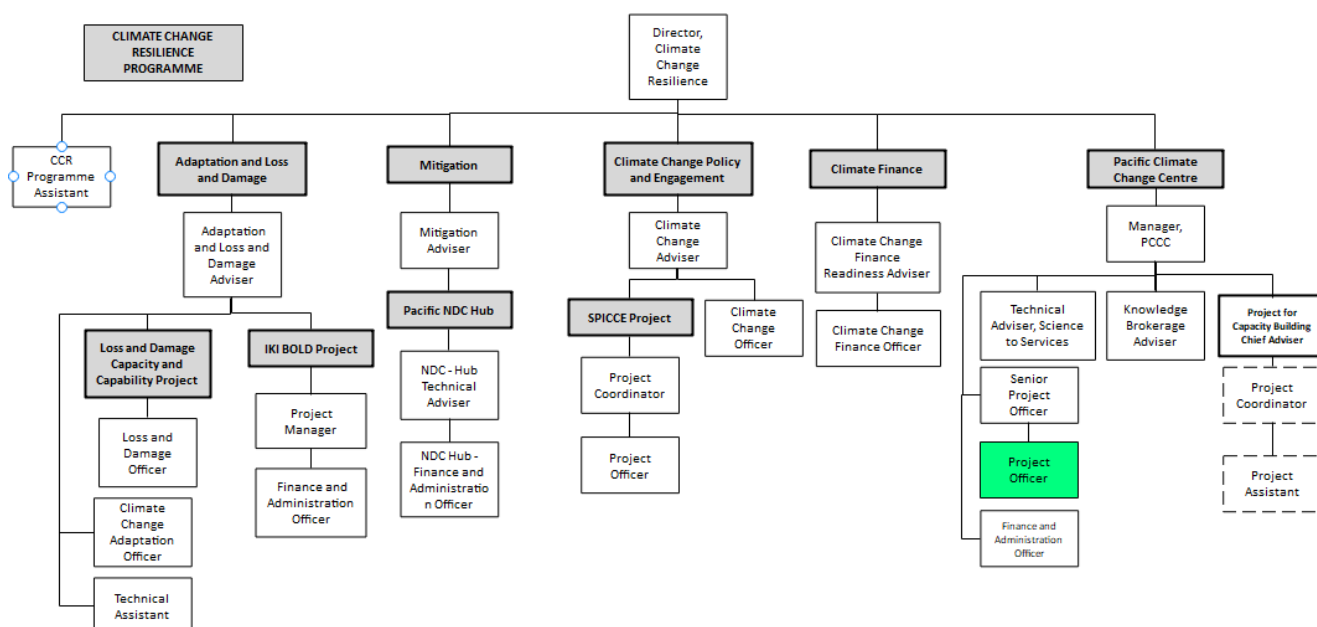 CLIMATE CHANGE
RESILIENCE
PROGRAMME
Director,
Climate
Change
Resilience
CCR
Programme
Assistant
Adaptation and Loss
and Damage
Mitigation
Climate Change Policy
and Engagement
Climate Finance
Pacific Climate
Change Centre
Adaptation
and Loss and
Damage
Adviser
Mitigation
Adviser
Climate
Change
Adviser
Climate Change
Finance
Readiness Adviser
Manager,
PCCC
Loss and Damage
Capacity and
Capability Project
IKI BOLD Project
Pacific NDC Hub
SPICCE Project
Climate
Change
Officer
Climate Change
Finance Officer
Technical
Adviser, Science
to Services
Knowledge
Brokerage
Adviser
Project for
Capacity Building
Chief Adviser
Loss and
Damage
Officer
Project
Manager
NDC - Hub
Technical
Adviser
Project
Coordinator
Senior
Project
Officer
Project
Coordinator
Climate
Change
Adaptation
Officer
Finance and
Administration
Officer
NDC Hub -
Finance and
Administratio
n Officer
Project
Officer
Project
Officer
Project
Assistant
Technical
Assistant
Finance and
Administration
Officer